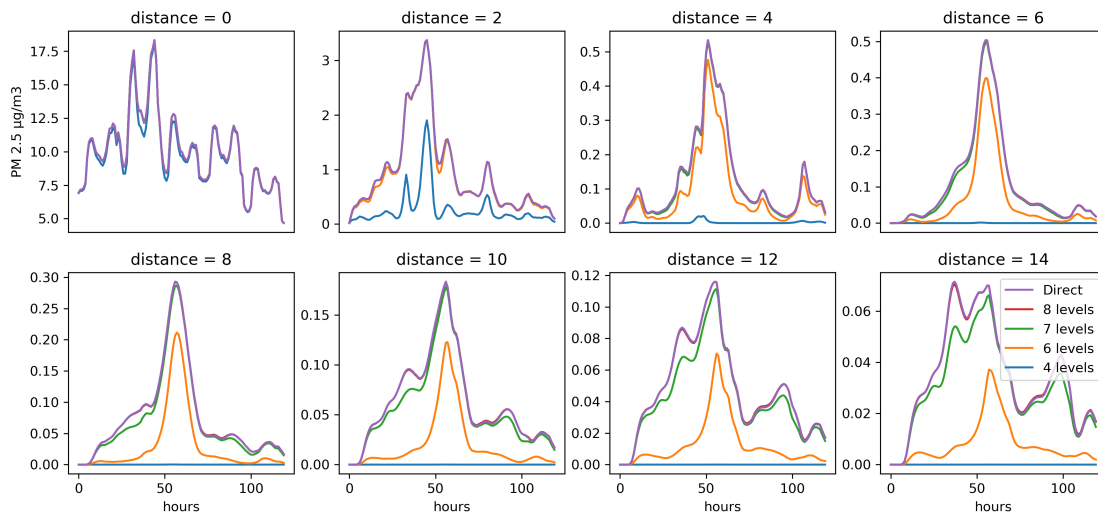 distance = 0
distance = 2
distance = 4
distance = 6
PM 2.5 µg/m3
17.5
15.0
12.5
10.0
7.5
5.0
3
2
1
0
0.5
0.4
0.3
0.2
0.1
0.0
0.5
0.4
0.3
0.2
0.1
0.0
distance = 8
distance = 10
distance = 12
distance = 14
0.30
0.25
0.20
0.15
0.10
0.05
0.00
0.15
0.10
0.05
0.00
0.12
0.10
0.08
0.06
0.04
0.02
0.00
0.06
0.04
0.02
0.00
Direct
8 levels
7 levels
6 levels
4 levels
0 50 100
0 50 100
0 50 100
0 50 100
hours
hours
hours
hours